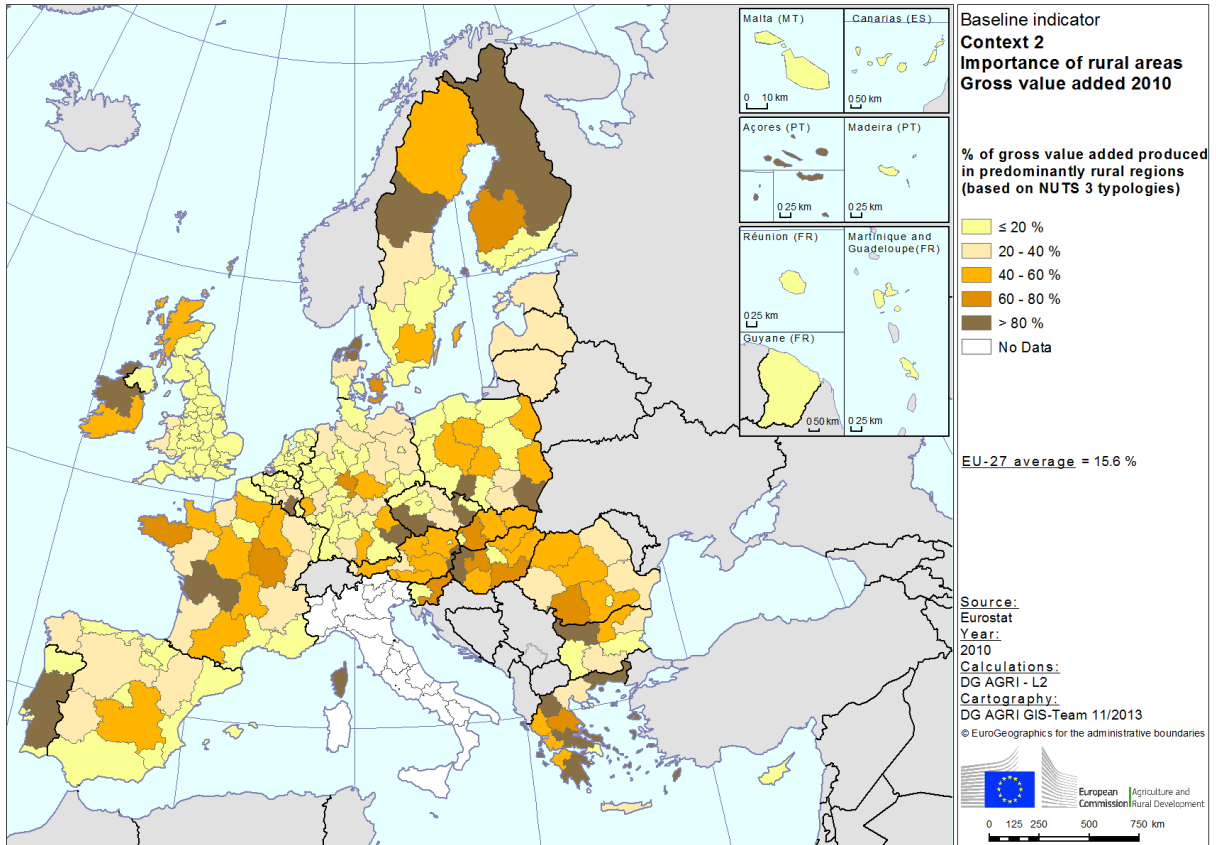 Baseline indicator
Context 2
Importance of rural areas
Gross value added 2010
% of gross value added produced
in predominantly rural regions
(based on NUTS 3 typologies)
≤ 20 %
20 - 40 %
40 - 60 %
60 - 80 %
> 80 %
No Data
EU-27 average = 15.6 %
Source:
Eurostat
Year:
2010
Calculations:
DG AGRI - L2
Cartography:
DG AGRI GIS-Team 11/2013
© EuroGeographics for the administrative boundaries
European
Commission
Agriculture and
Rural Development
0 125 250 500 750 km
Malta (MT)
0 10 km
Canarias (ES)
0 50 km
Açores (PT)
0 25 km
Madeira (PT)
0 25 km
Réunion (FR)
0 25 km
Martinique and
Guadeloupe(FR)
0 25 km
Guyane (FR)
0 50 km